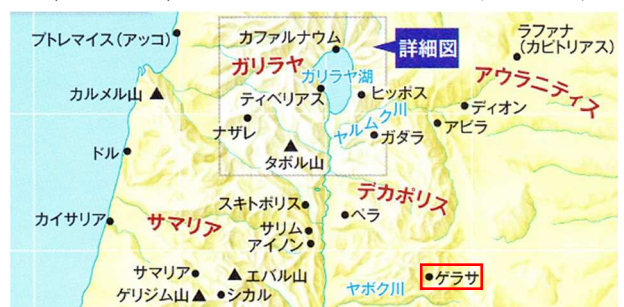 ラファナ
(カピトリアス)
プトレマイス(アッコ)
カファルナウム
詳細図
ガリラヤ
ガリラヤ湖
アウラニティス
カルメル山
ティベリアス
ヒッポス
ディオン
ナザレ
ヤルムク川
アビラ
ガダラ
ドル
タボル山
デカポリス
スキトポリス
ペラ
カイサリア
サマリア
サリム
アイノン
サマリア
エバル山
ヤボク川
ゲラサ
ゲリジム山
シカル